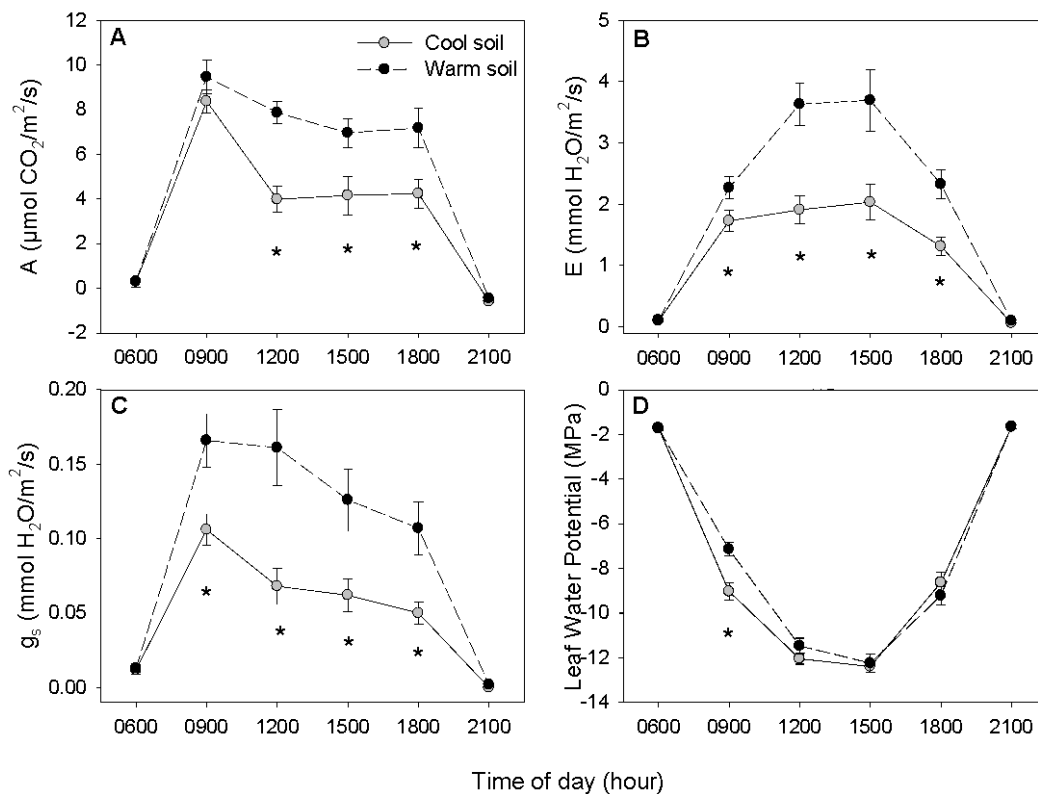 A
Cool soil
Warm soil
A (µmol CO₂/m²/s)
12
10
8
6
4
2
0
-2
* * *
0600 0900 1200 1500 1800 2100
B
E (mmol H₂O/m²/s)
5
4
3
2
1
0
* * * *
0600 0900 1200 1500 1800 2100
C
gₛ (mmol H₂O/m²/s)
0.20
0.15
0.10
0.05
0.00
* * * *
0600 0900 1200 1500 1800 2100
D
Leaf Water Potential (MPa)
0
-2
-4
-6
-8
-10
-12
-14
*
0600 0900 1200 1500 1800 2100
Time of day (hour)